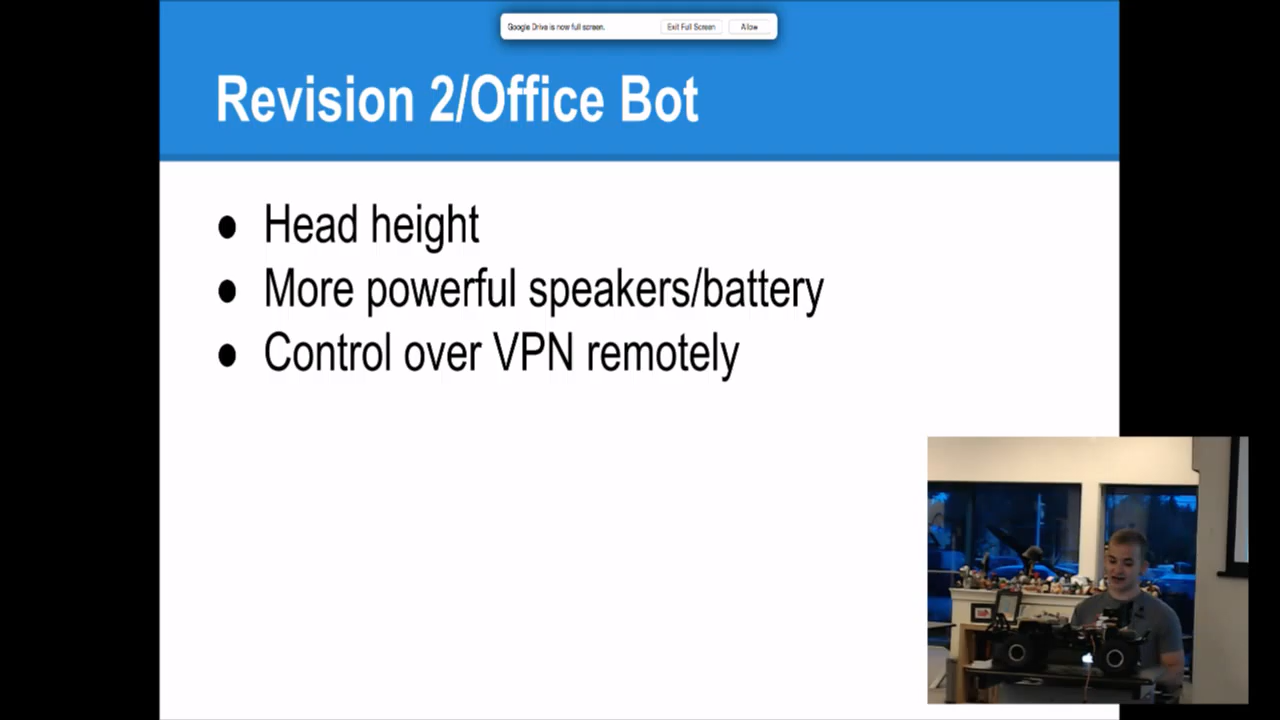 Google Drive is now full screen. Exit Full Screen Allow
Revision 2/Office Bot
● Head height
● More powerful speakers/battery
● Control over VPN remotely